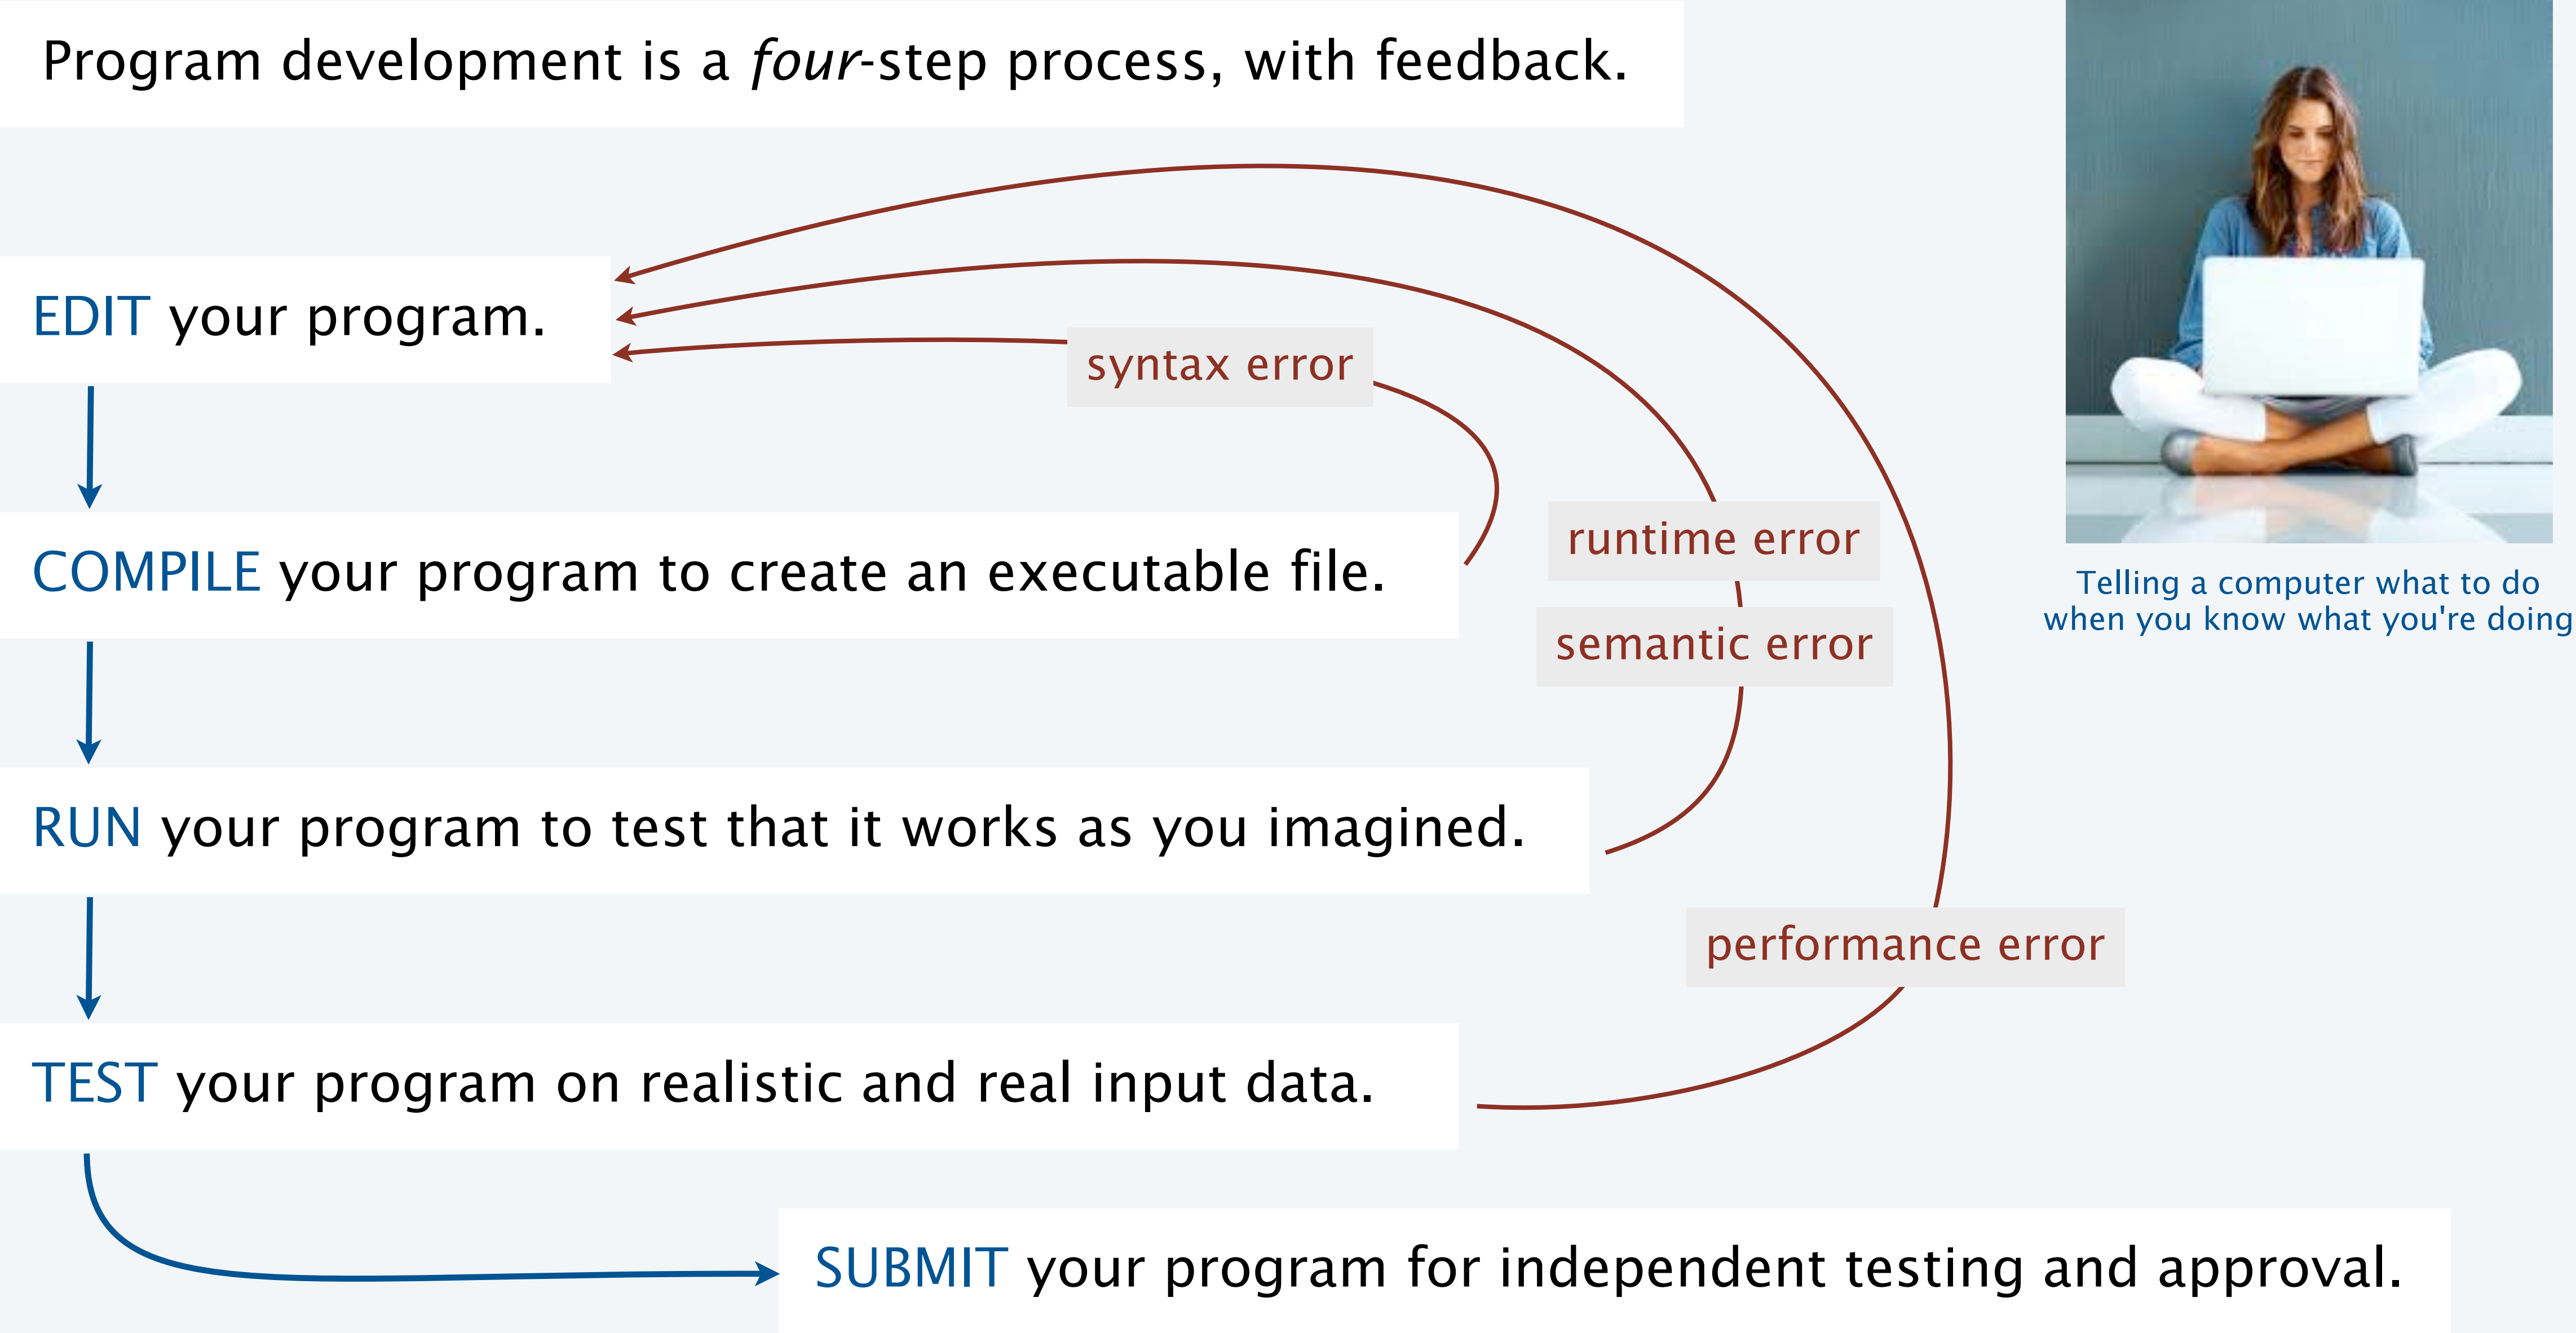 Program development is a four-step process, with feedback.
EDIT your program.
syntax error
COMPILE your program to create an executable file.
runtime error
semantic error
Telling a computer what to do
when you know what you're doing
RUN your program to test that it works as you imagined.
performance error
TEST your program on realistic and real input data.
SUBMIT your program for independent testing and approval.